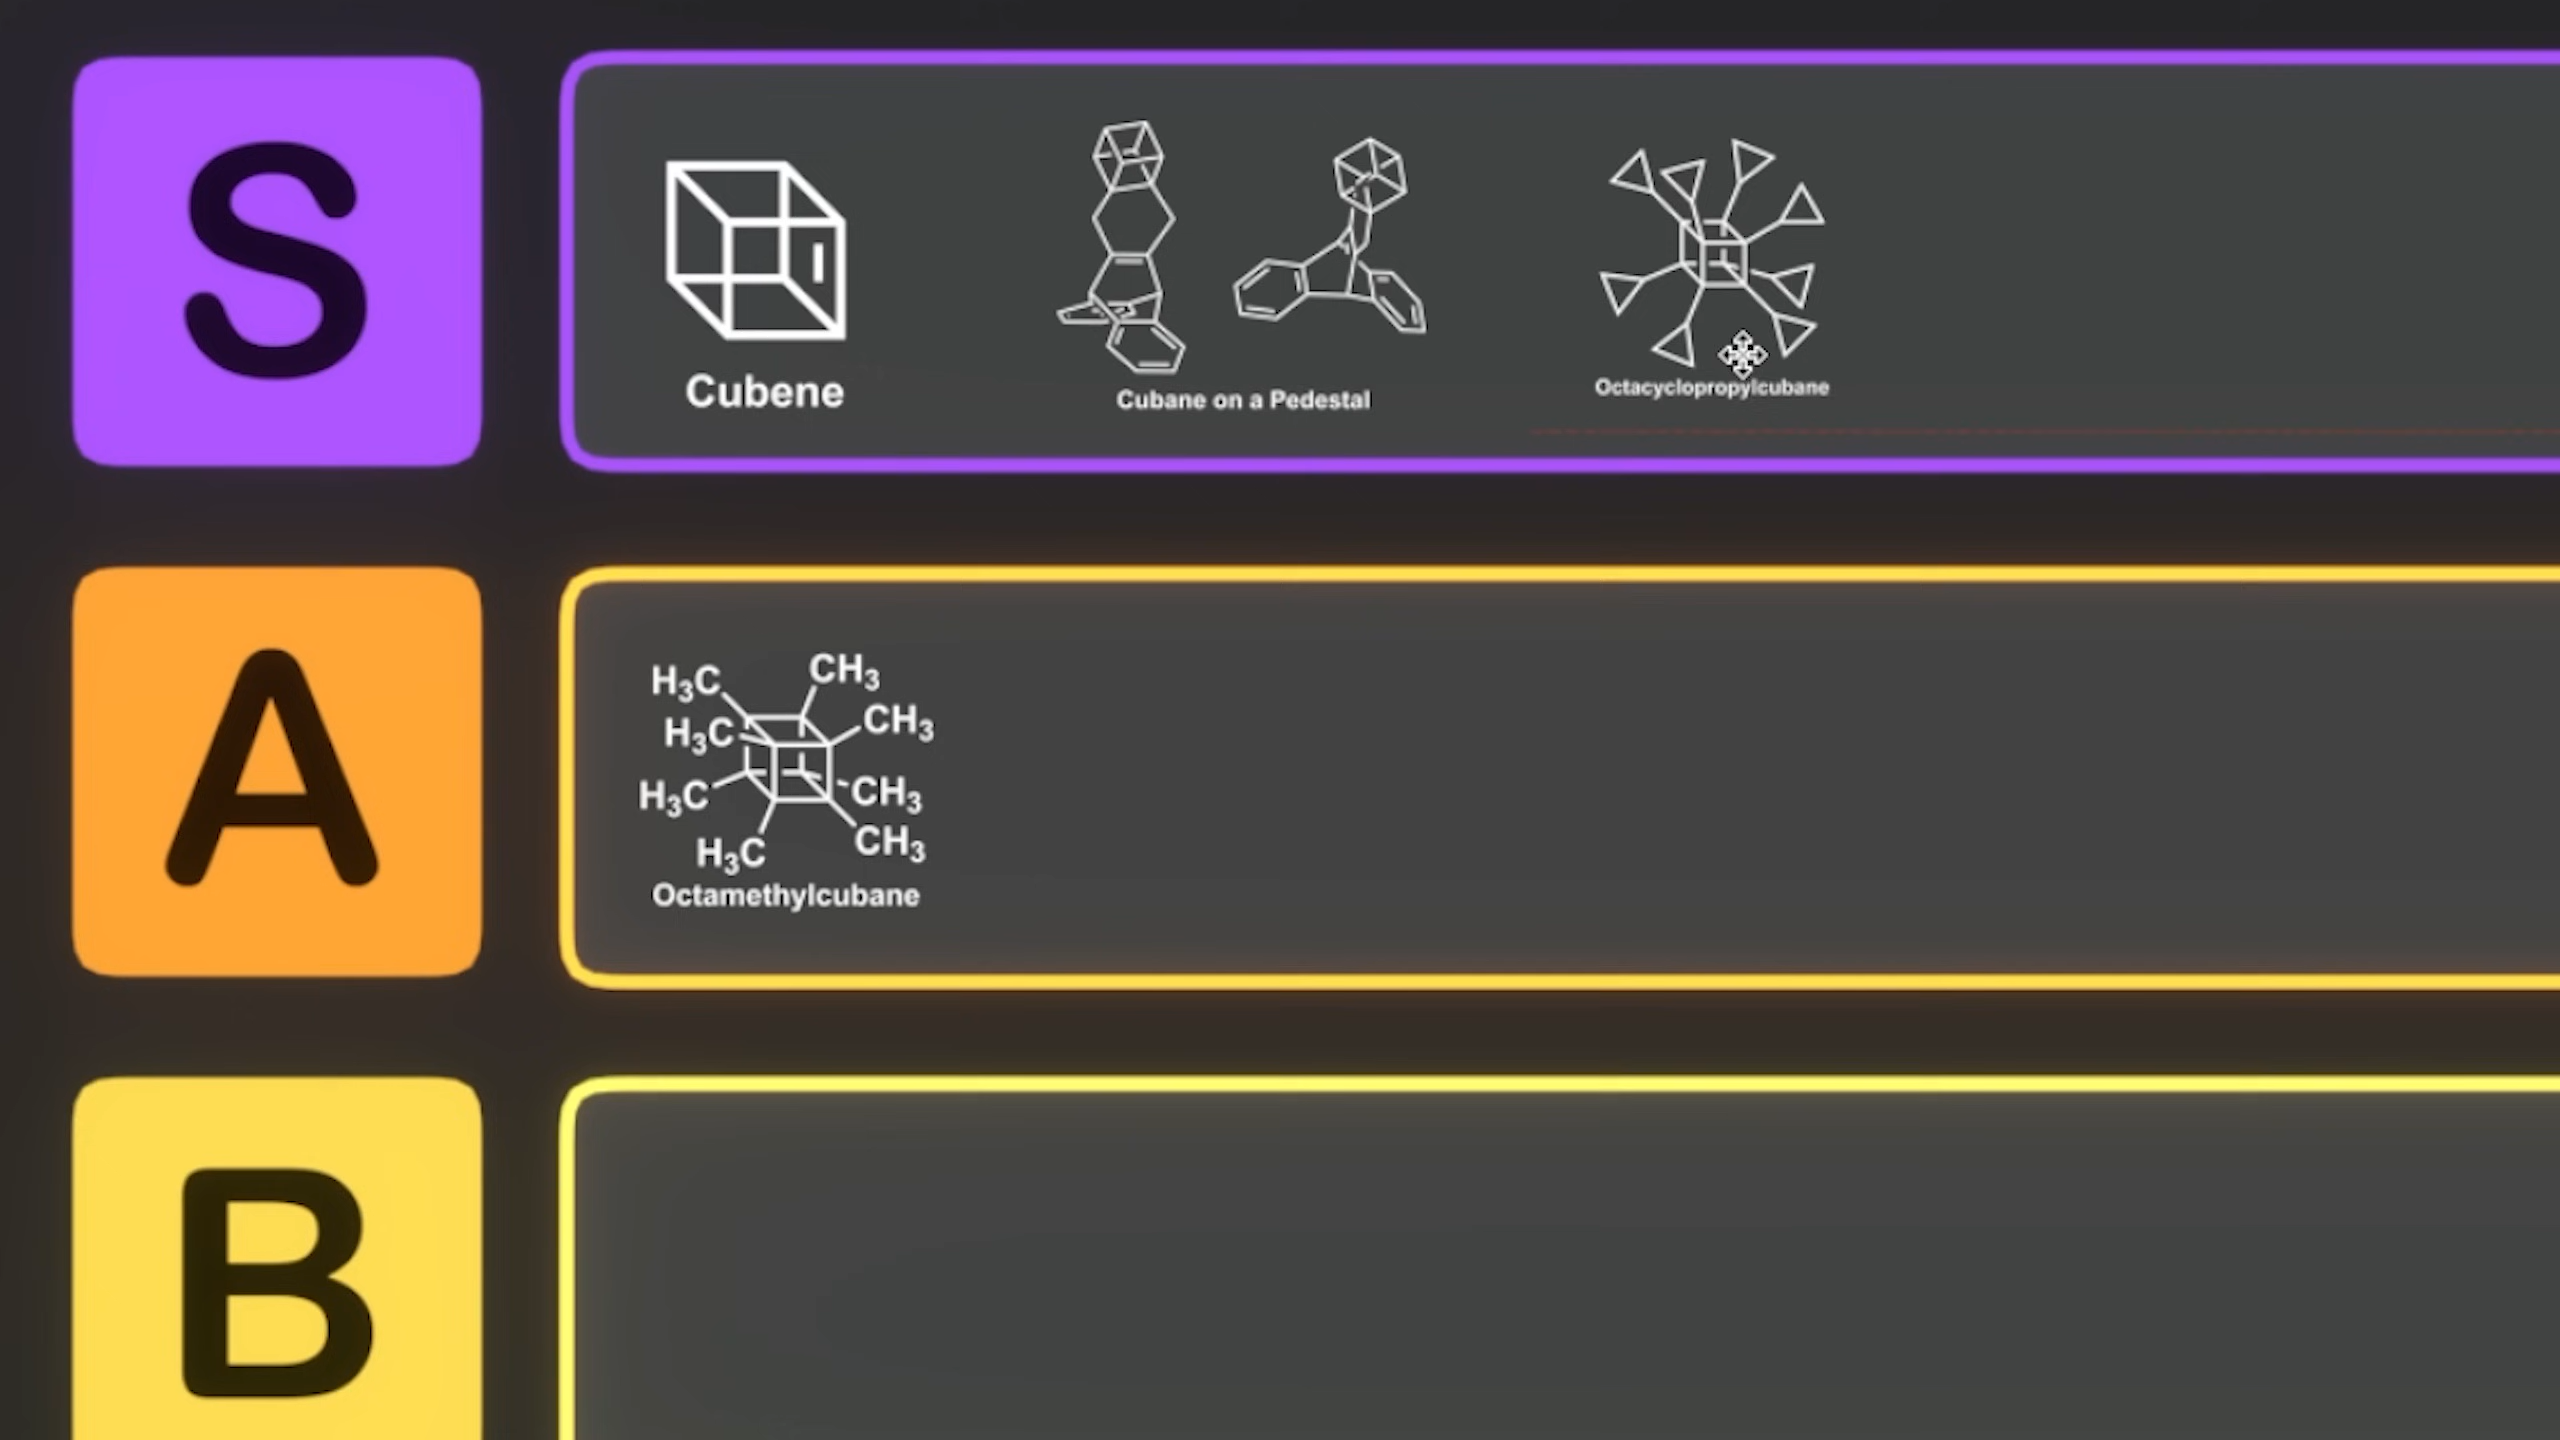 S
Cubene
Cubane on a Pedestal
Octacyclopropylcubane
A
H₃C
CH₃
H₃C
CH₃
H₃C
CH₃
H₃C
CH₃
Octamethylcubane
B